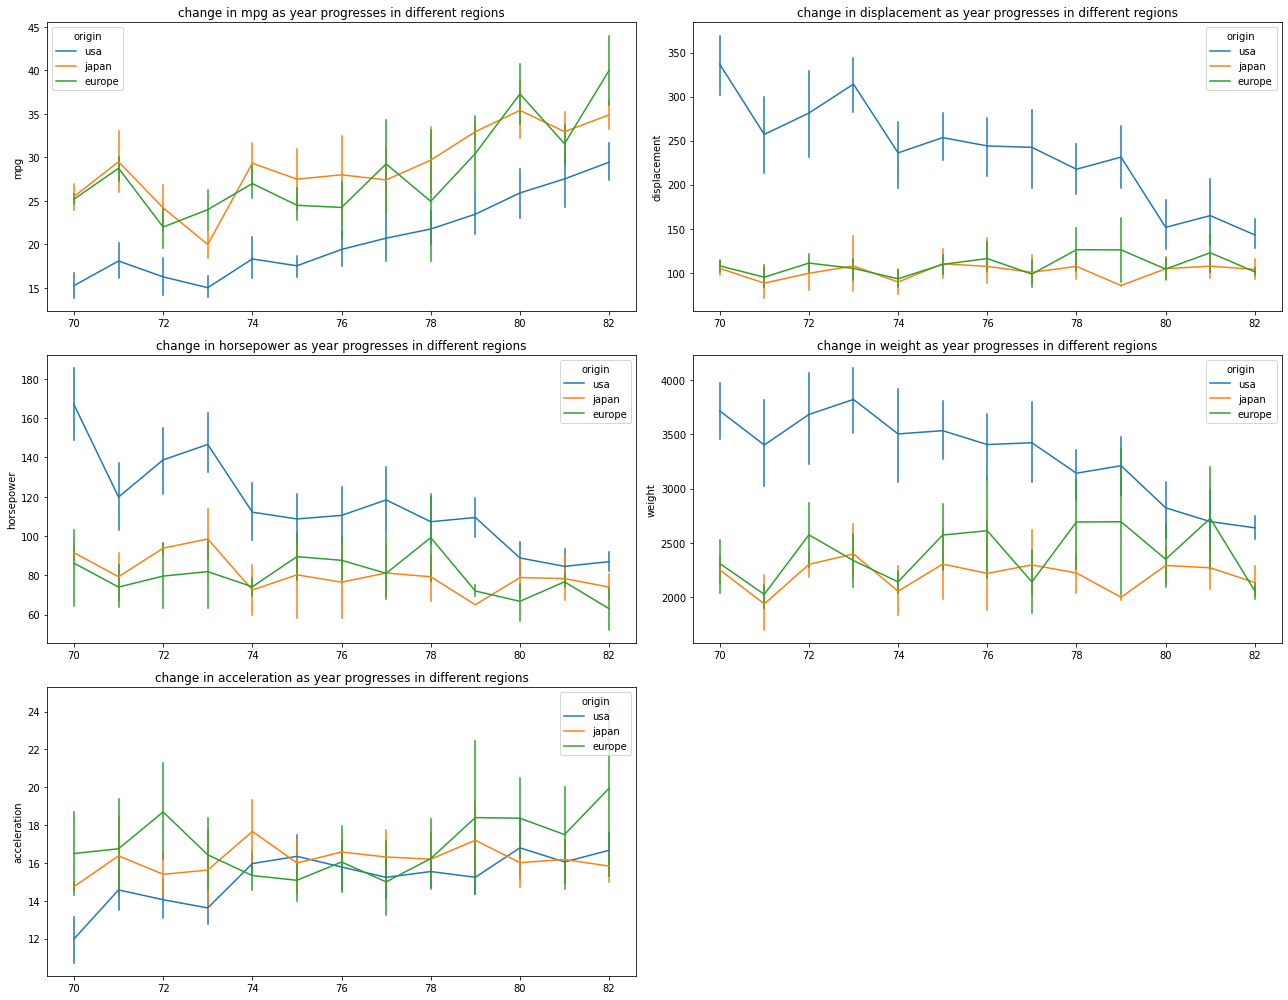 change in mpg as year progresses in different regions
45
40
35
30
25
20
15
mpg
origin
usa
japan
europe
70 72 74 76 78 80 82
change in displacement as year progresses in different regions
350
300
250
200
150
100
displacement
origin
usa
japan
europe
70 72 74 76 78 80 82
change in horsepower as year progresses in different regions
180
160
140
120
100
80
60
horsepower
origin
usa
japan
europe
70 72 74 76 78 80 82
change in weight as year progresses in different regions
4000
3500
3000
2500
2000
weight
origin
usa
japan
europe
70 72 74 76 78 80 82
change in acceleration as year progresses in different regions
24
22
20
18
16
14
12
acceleration
origin
usa
japan
europe
70 72 74 76 78 80 82